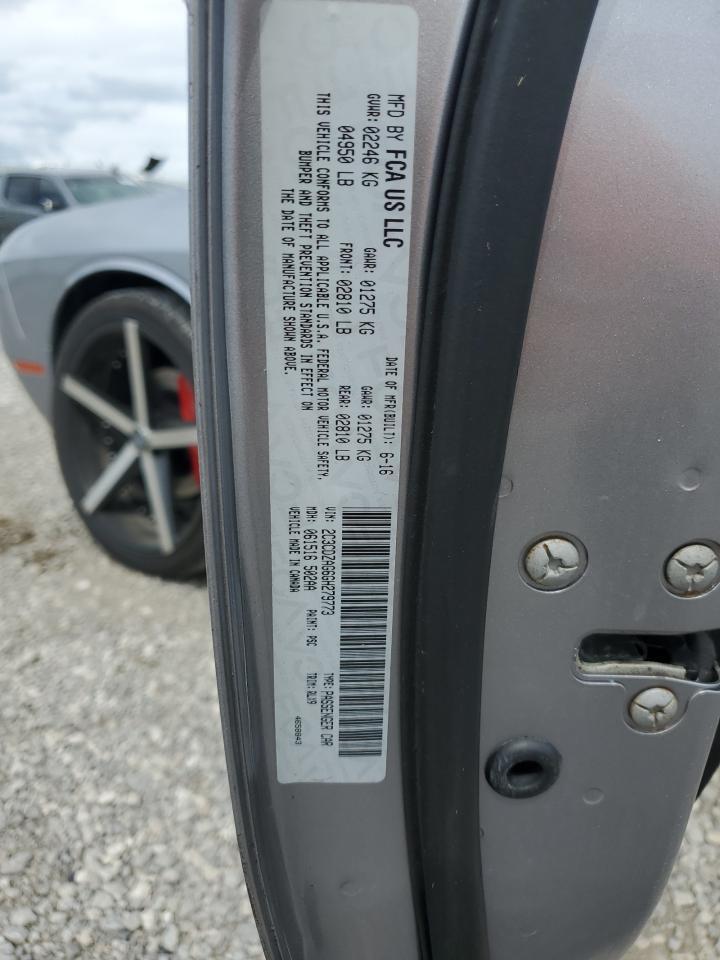 MFD BY FCA US LLC
DATE OF MFR(BUILT): 6-16
GVWR: 02246 KG
GAWR: 01275 KG
GAWR: 01275 KG
04950 LB
FRONT: 02810 LB
REAR: 02810 LB
THIS VEHICLE CONFORMS TO ALL APPLICABLE U.S.A. FEDERAL MOTOR VEHICLE SAFETY,
BUMPER AND THEFT PREVENTION STANDARDS IN EFFECT ON
THE DATE OF MANUFACTURE SHOWN ABOVE.
VIN: 2C3CDZAG6GH279773
TYPE: PASSENGER CAR
MDH: 061516 502AA
PAINT: PSC
TRIM: RLX9
VEHICLE MADE IN CANADA
4658843